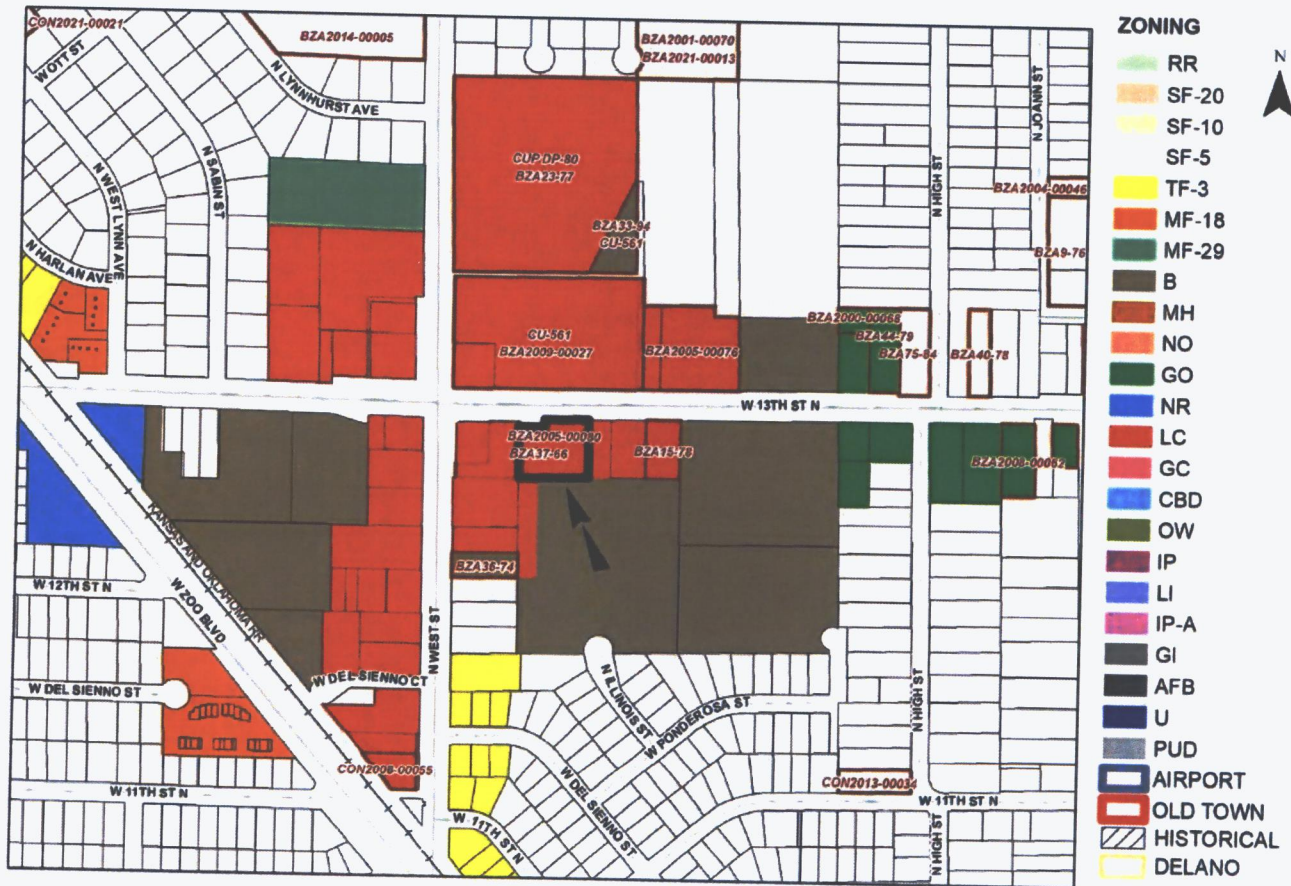 CON2021-00021
BZA2014-00005
BZA2001-00070
BZA2021-00013
W OTT ST
N LYNNHURST AVE
N SABIN ST
N WEST LYNN AVE
N HARLAN AVE
CUP DP-80
BZA23-77
BZA33-94
CU-561
N HIGH ST
N JOANN ST
BZA2004-00046
BZA9-76
CU-561
BZA2009-00027
BZA2005-00076
BZA2000-00068
BZA44-79
BZA75-84
BZA40-78
W 13TH ST N
BZA2005-00080
BZA37-66
BZA15-78
BZA2008-00052
BZA36-74
KANSAS AND OKLAHOMA RR
W ZOO BLVD
W 12TH ST N
N WEST ST
W DEL SIENNO ST
W DEL SIENNO CT
N ILLINOIS ST
W PONDEROSA ST
N HIGH ST
CON2006-00055
W DEL SIENNO ST
CON2013-00034
W 11TH ST N
W 11TH ST N
W 11TH ST N
N HIGH ST
ZONING
RR
SF-20
SF-10
SF-5
TF-3
MF-18
MF-29
B
MH
NO
GO
NR
LC
GC
CBD
OW
IP
LI
IP-A
GI
AFB
U
PUD
AIRPORT
OLD TOWN
HISTORICAL
DELANO
N